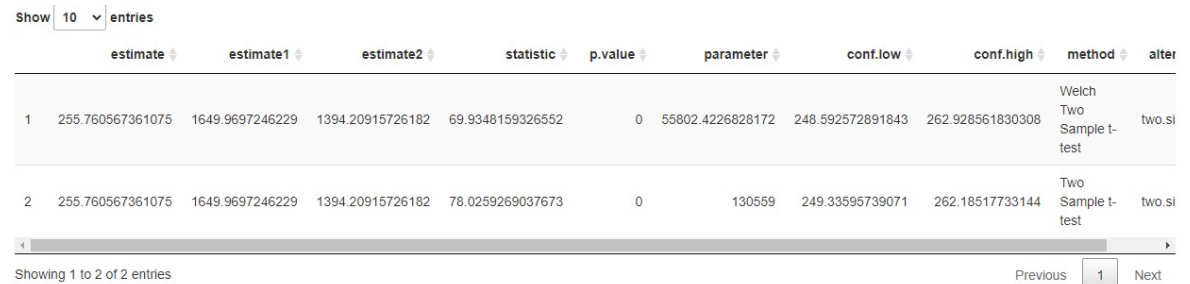 Show 10 entries
estimate estimate1 estimate2 statistic p.value parameter conf.low conf.high method alter
1 255.760567361075 1649.9697246229 1394.20915726182 69.9348159326552 0 55802.4226828172 248.592572891843 262.928561830308 Welch Two Sample t-test two.si
2 255.760567361075 1649.9697246229 1394.20915726182 78.0259269037673 0 130559 249.33595739071 262.18517733144 Two Sample t-test two.si
Showing 1 to 2 of 2 entries
Previous 1 Next